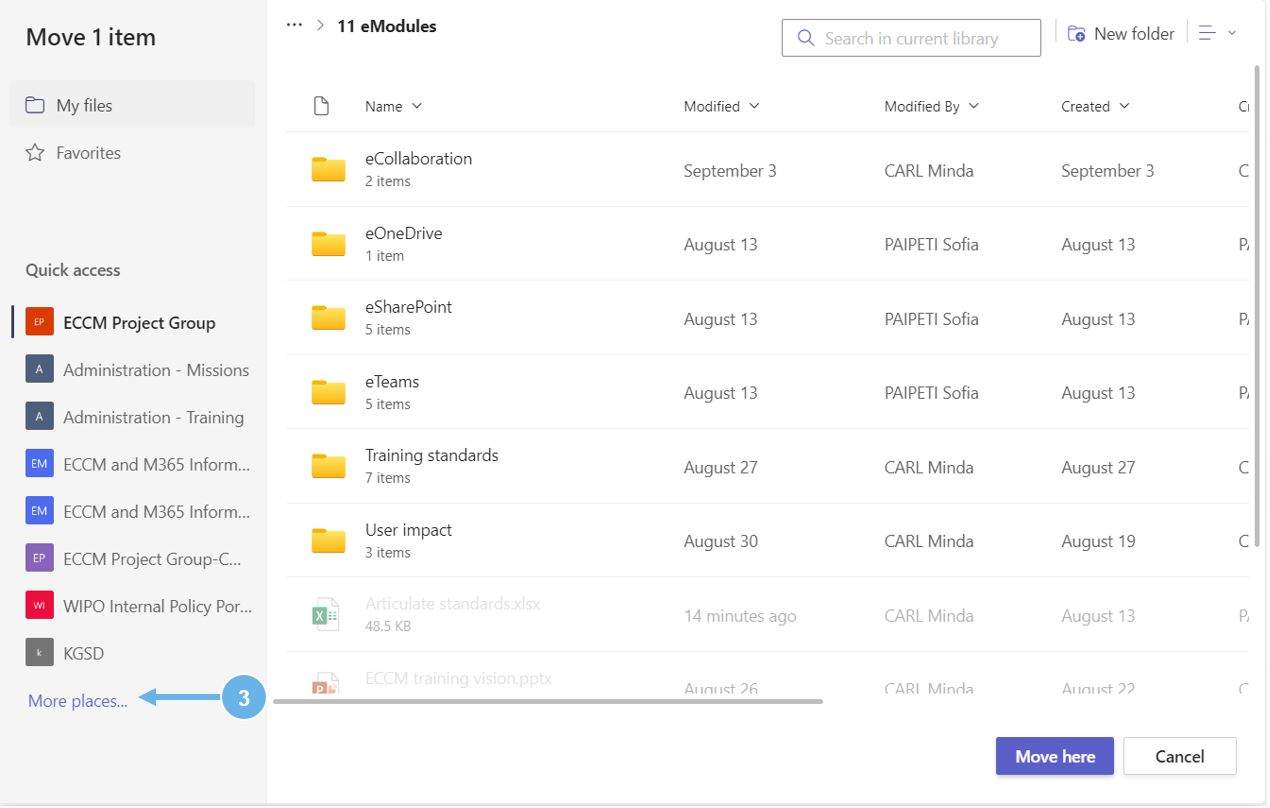 Move 1 item
My files
Favorites
Quick access
EP ECCM Project Group
A Administration - Missions
A Administration - Training
EM ECCM and M365 Inform...
EM ECCM and M365 Inform...
EP ECCM Project Group-C...
WI WIPO Internal Policy Por...
k KGSD
More places...
3
... > 11 eModules
Search in current library
New folder
Name Modified Modified By Created
eCollaboration
2 items
September 3 CARL Minda September 3
eOneDrive
1 item
August 13 PAIPETI Sofia August 13
eSharePoint
5 items
August 13 PAIPETI Sofia August 13
eTeams
5 items
August 13 PAIPETI Sofia August 13
Training standards
7 items
August 27 CARL Minda August 27
User impact
3 items
August 30 CARL Minda August 19
Articulate standards.xlsx
48.5 KB
14 minutes ago CARL Minda August 13
ECCM training vision.pptx
August 26 CARL Minda August 22
Move here
Cancel